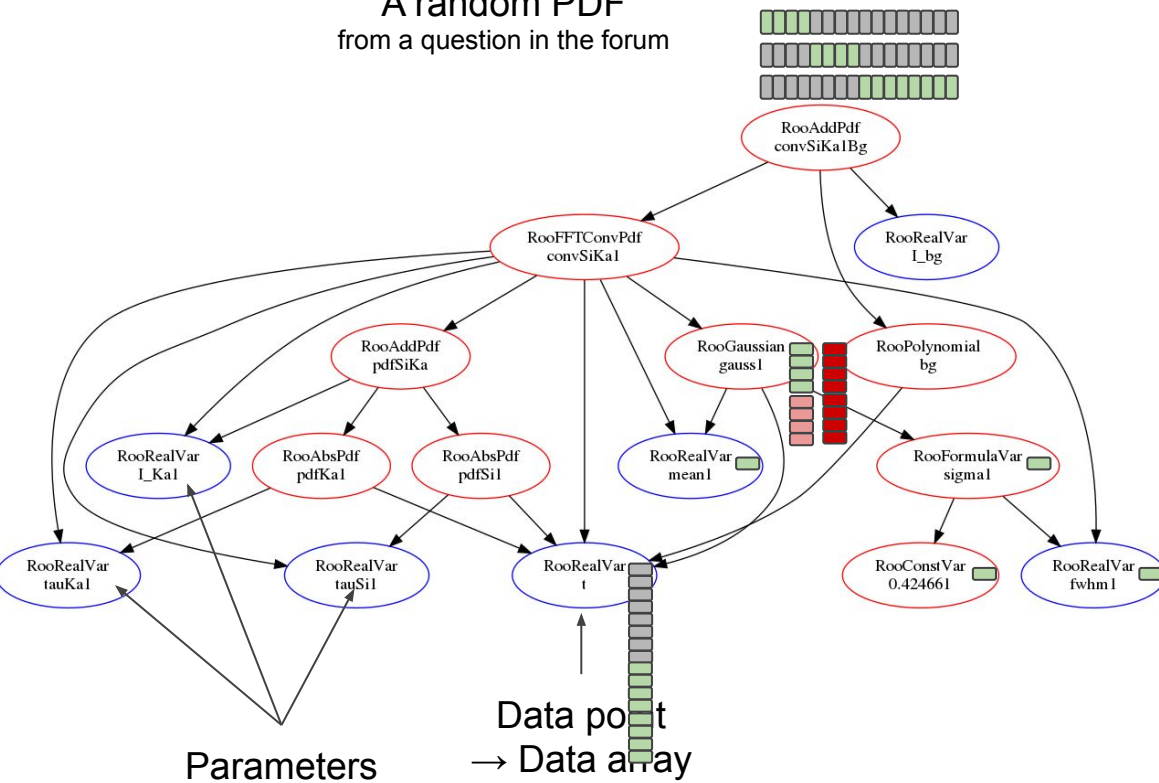 A random PDF
from a question in the forum
RooAddPdf
convSiKa1Bg
RooFFTConvPdf
convSiKa1
RooRealVar
I_bg
RooAddPdf
pdfSiKa
RooGaussian
gauss1
RooPolynomial
bg
RooRealVar
I_Ka1
RooAbsPdf
pdfKa1
RooAbsPdf
pdfSi1
RooRealVar
mean1
RooFormulaVar
sigma1
RooRealVar
tauKa1
RooRealVar
tauSi1
RooRealVar
t
RooConstVar
0.424661
RooRealVar
fwhm1
Data point
→ Data array
Parameters